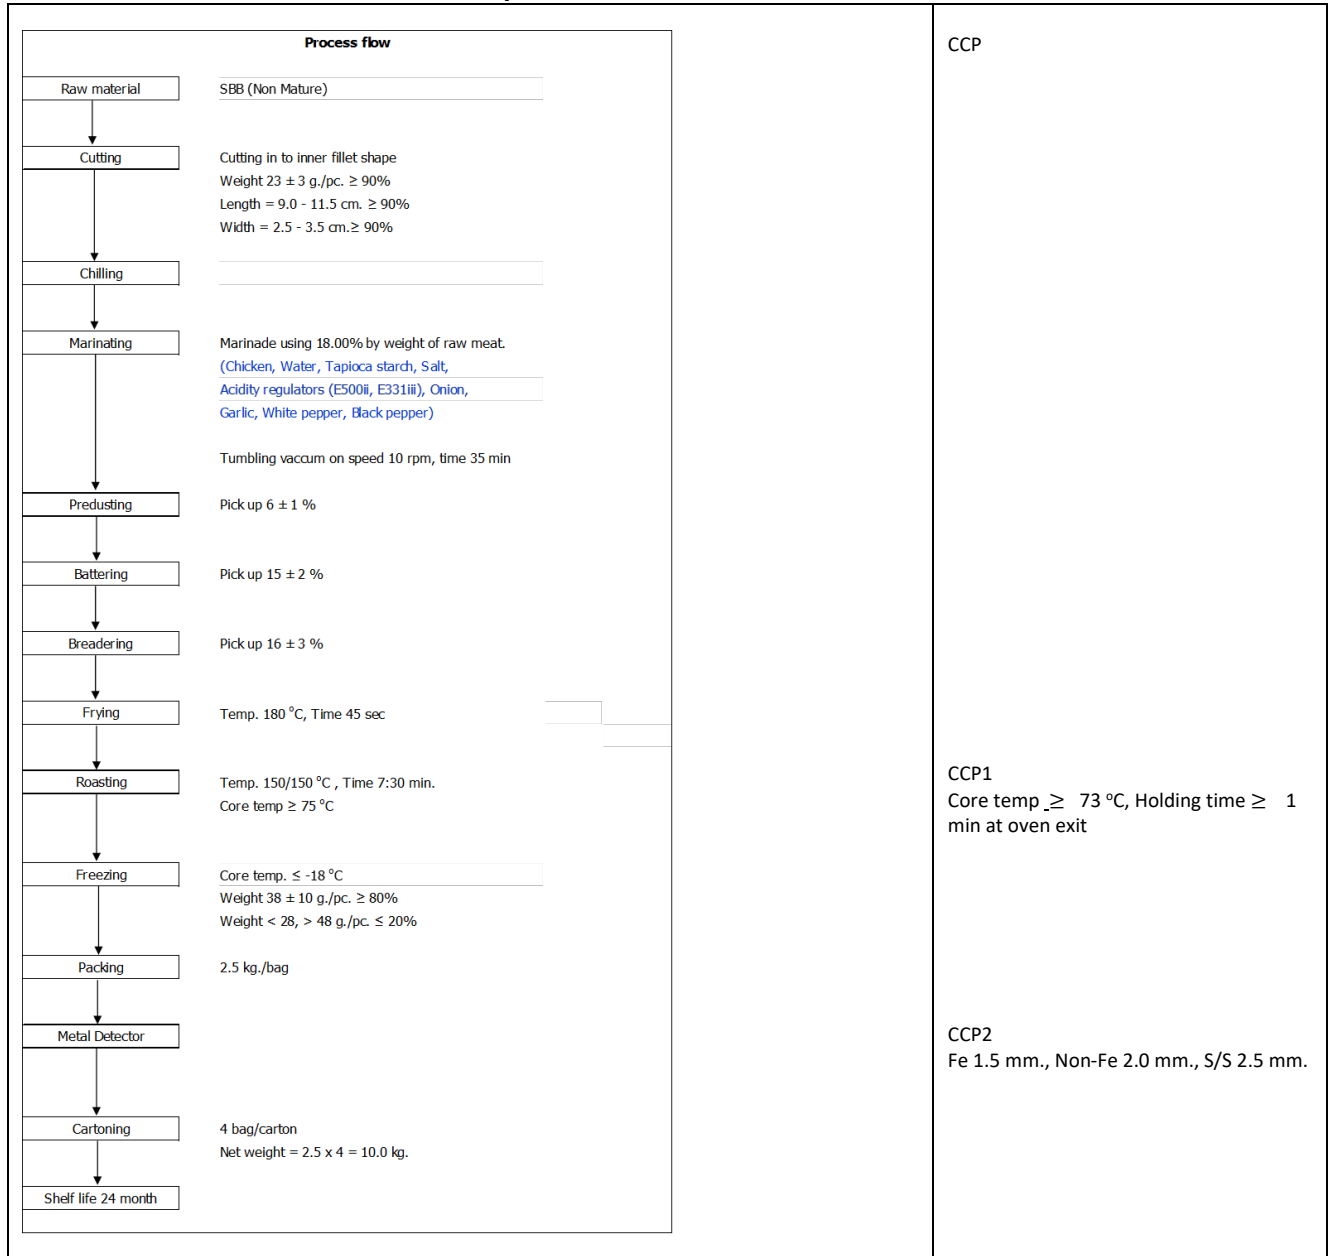 Process flow
CCP
Raw material
SBB (Non Mature)
Cutting
Cutting in to inner fillet shape
Weight 23 ± 3 g./pc. ≥ 90%
Length = 9.0 - 11.5 cm. ≥ 90%
Width = 2.5 - 3.5 cm.≥ 90%
Chilling
Marinating
Marinade using 18.00% by weight of raw meat.
(Chicken, Water, Tapioca starch, Salt,
Acidity regulators (E500ii, E331iii), Onion,
Garlic, White pepper, Black pepper)
Tumbling vaccum on speed 10 rpm, time 35 min
Predusting
Pick up 6 ± 1 %
Battering
Pick up 15 ± 2 %
Breadering
Pick up 16 ± 3 %
Frying
Temp. 180 °C, Time 45 sec
Roasting
Temp. 150/150 °C , Time 7:30 min.
Core temp ≥ 75 °C
CCP1
Core temp ≥ 73 °C, Holding time ≥ 1
min at oven exit
Freezing
Core temp. ≤ -18 °C
Weight 38 ± 10 g./pc. ≥ 80%
Weight < 28, > 48 g./pc. ≤ 20%
Packing
2.5 kg./bag
Metal Detector
CCP2
Fe 1.5 mm., Non-Fe 2.0 mm., S/S 2.5 mm.
Cartoning
4 bag/carton
Net weight = 2.5 x 4 = 10.0 kg.
Shelf life 24 month